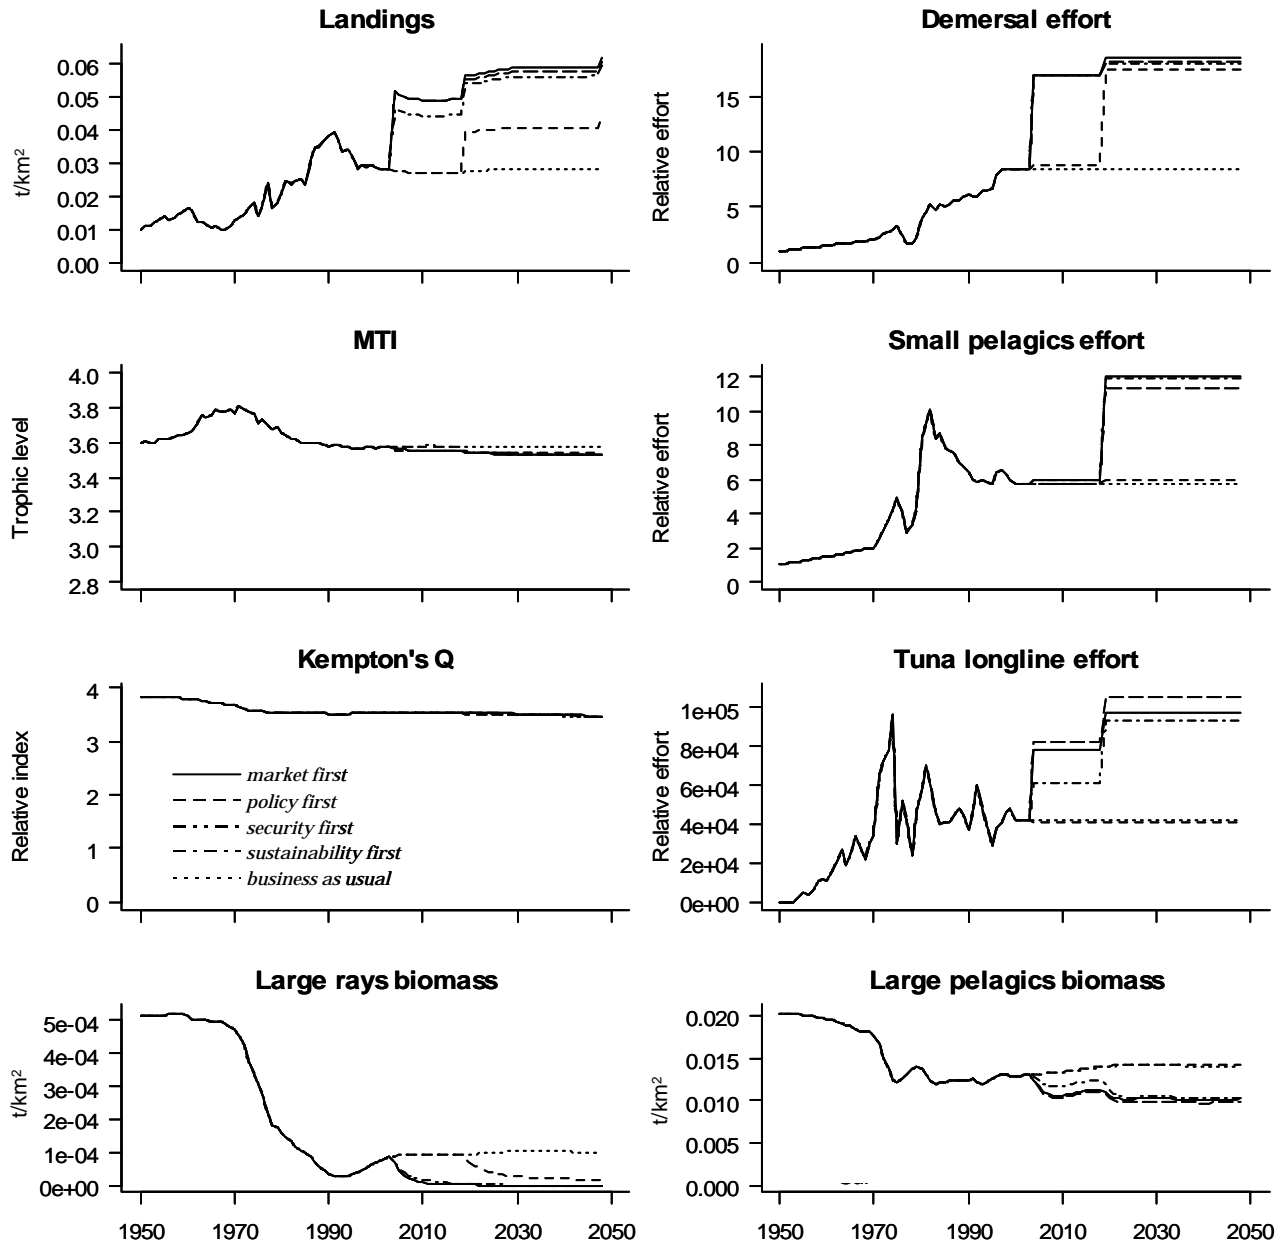 Landings
t/km²
0.06
0.05
0.04
0.03
0.02
0.01
0.00
Demersal effort
Relative effort
15
10
5
0
1950 1970 1990 2010 2030 2050
MTI
Trophic level
4.0
3.8
3.6
3.4
3.2
3.0
2.8
Small pelagics effort
Relative effort
12
10
8
6
4
2
0
Kempton's Q
Relative index
4
3
2
1
0
market first
policy first
security first
sustainability first
business as usual
Tuna longline effort
Relative effort
1e+05
8e+04
6e+04
4e+04
2e+04
0e+00
Large rays biomass
t/km²
5e-04
4e-04
3e-04
2e-04
1e-04
0e+00
1950 1970 1990 2010 2030 2050
Large pelagics biomass
t/km²
0.020
0.015
0.010
0.005
0.000
1950 1970 1990 2010 2030 2050